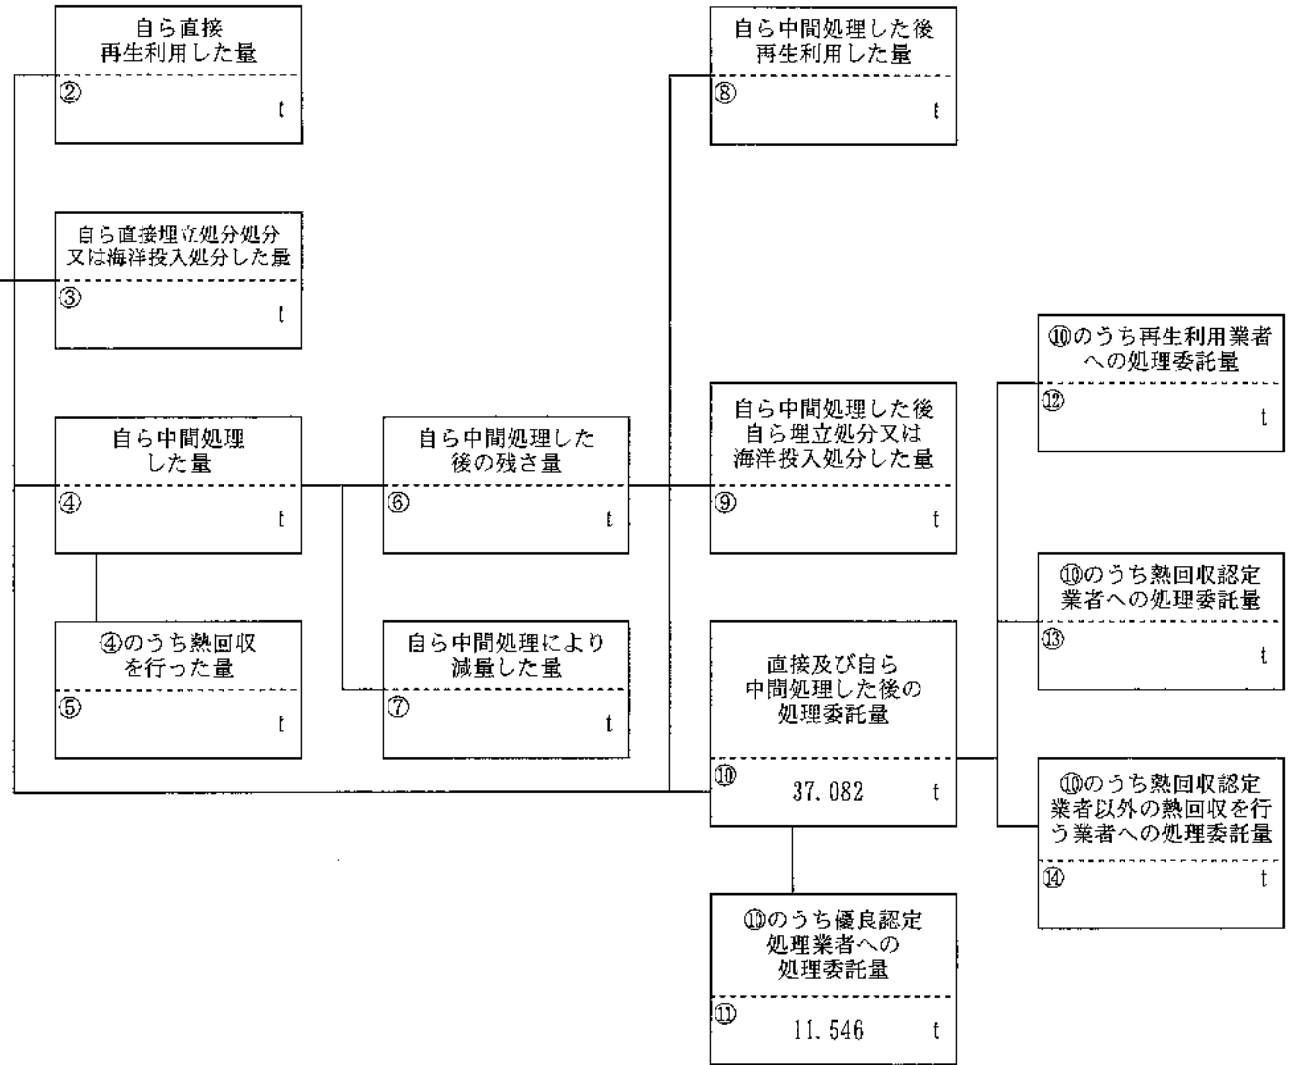 自ら直接
再生利用した量
②
t
自ら中間処理した後
再生利用した量
⑧
t
自ら直接埋立処分処分
又は海洋投入処分した量
③
t
⑩のうち再生利用業者
への処理委託量
⑫
t
自ら中間処理
した量
④
t
自ら中間処理した
後の残さ量
⑥
t
自ら中間処理した後
自ら埋立処分又は
海洋投入処分した量
⑨
t
⑩のうち熱回収認定
業者への処理委託量
⑬
t
④のうち熱回収
を行った量
⑤
t
自ら中間処理により
減量した量
⑦
t
直接及び自ら
中間処理した後の
処理委託量
⑩
37.082 t
⑩のうち熱回収認定
業者以外の熱回収を行
う業者への処理委託量
⑭
t
⑩のうち優良認定
処理業者への
処理委託量
⑪
11.546 t